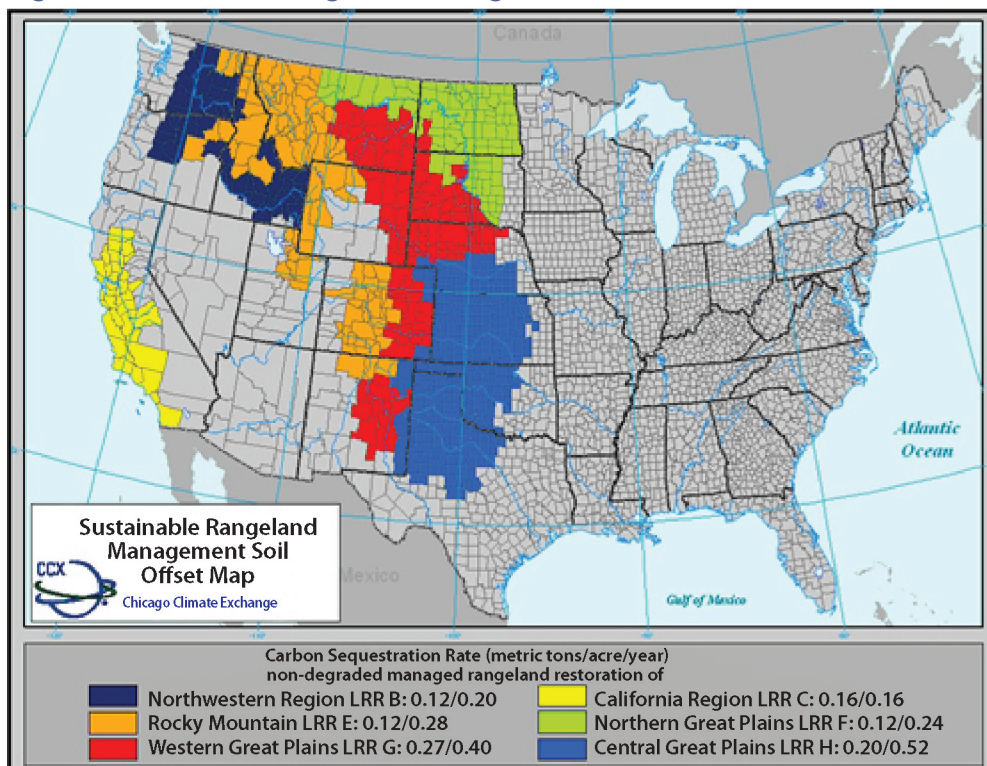 Canada
Atlantic
Ocean
Gulf of Mexico
Mexico
Sustainable Rangeland
Management Soil
Offset Map
CCX
Chicago Climate Exchange
Carbon Sequestration Rate (metric tons/acre/year)
non-degraded managed rangeland restoration of
Northwestern Region LRR B: 0.12/0.20
California Region LRR C: 0.16/0.16
Rocky Mountain LRR E: 0.12/0.28
Northern Great Plains LRR F: 0.12/0.24
Western Great Plains LRR G: 0.27/0.40
Central Great Plains LRR H: 0.20/0.52